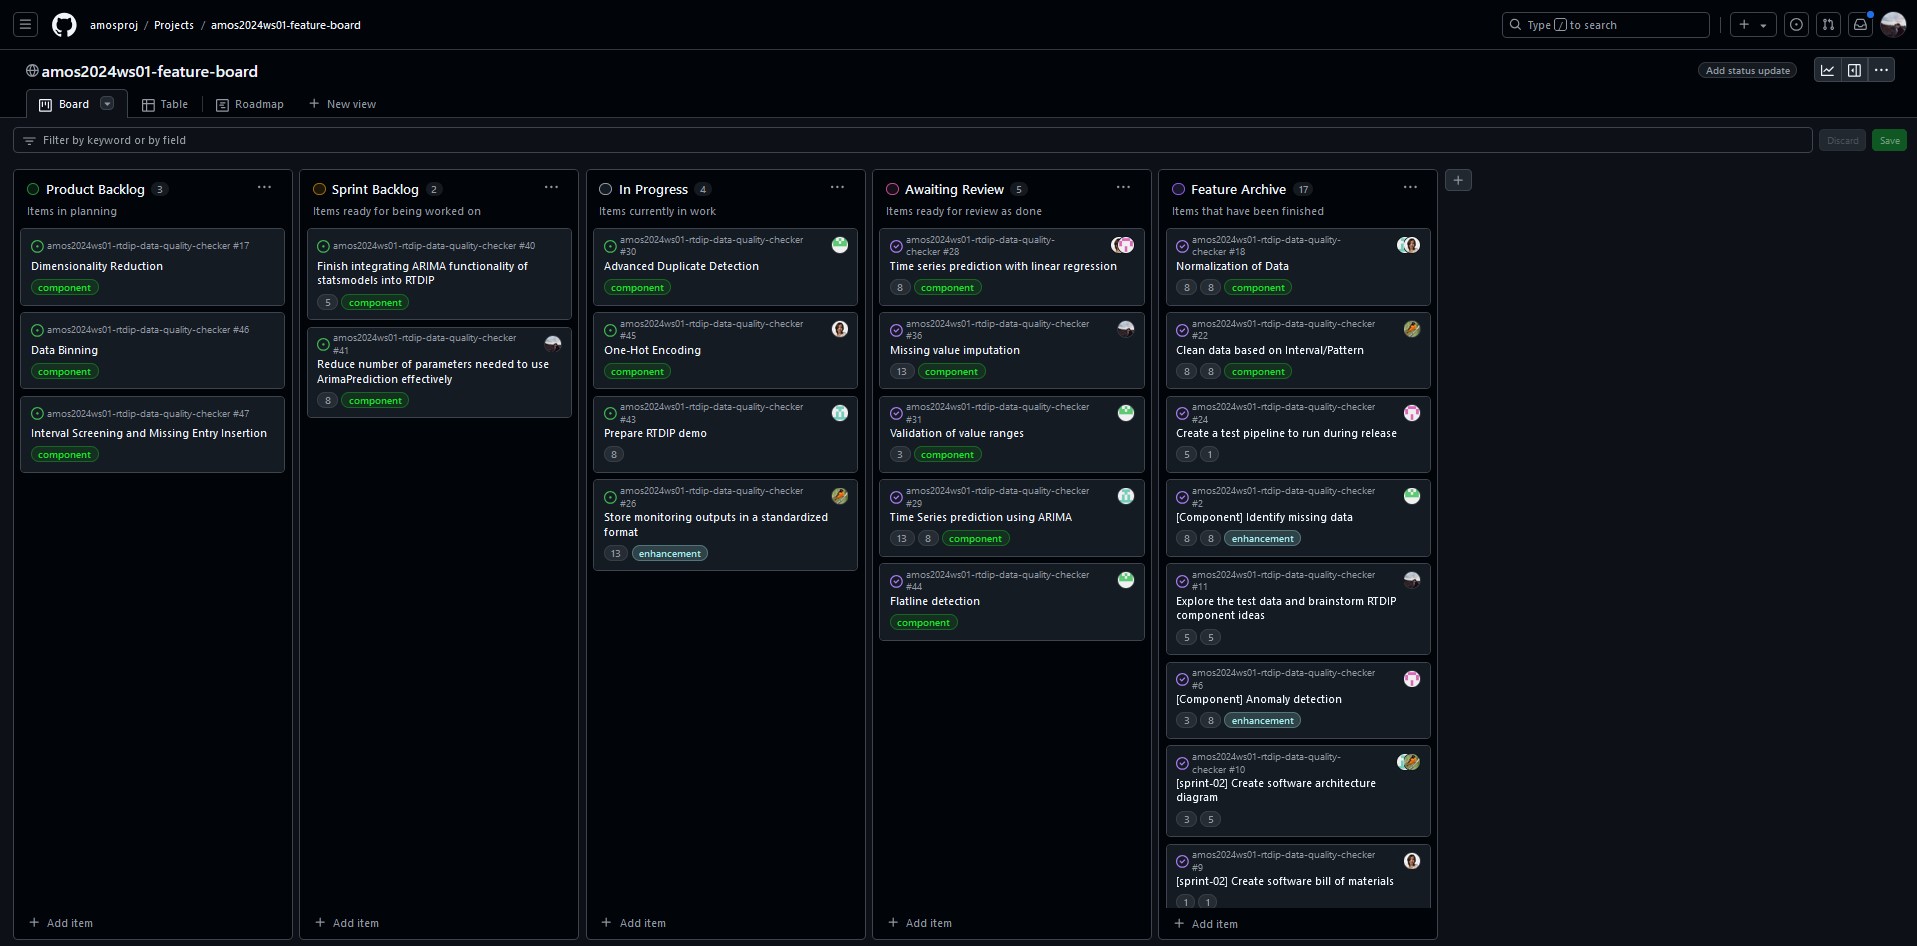 amosproj / Projects / amos2024ws01-feature-board
Type / to search
amos2024ws01-feature-board
Add status update
Board
Table
Roadmap
New view
Filter by keyword or by field
Discard
Save
Product Backlog 3
Items in planning
amos2024ws01-rtdip-data-quality-checker #17
Dimensionality Reduction
component
amos2024ws01-rtdip-data-quality-checker #46
Data Binning
component
amos2024ws01-rtdip-data-quality-checker #47
Interval Screening and Missing Entry Insertion
component
Add item
Sprint Backlog 2
Items ready for being worked on
amos2024ws01-rtdip-data-quality-checker #40
Finish integrating ARIMA functionality of
statsmodels into RTDIP
5 component
amos2024ws01-rtdip-data-quality-checker
#41
Reduce number of parameters needed to use
ArimaPrediction effectively
8 component
Add item
In Progress 4
Items currently in work
amos2024ws01-rtdip-data-quality-checker
#30
Advanced Duplicate Detection
component
amos2024ws01-rtdip-data-quality-checker
#45
One-Hot Encoding
component
amos2024ws01-rtdip-data-quality-checker
#43
Prepare RTDIP demo
8
amos2024ws01-rtdip-data-quality-checker
#26
Store monitoring outputs in a standardized
format
13 enhancement
Add item
Awaiting Review 5
Items ready for review as done
amos2024ws01-rtdip-data-quality-
checker #28
Time series prediction with linear regression
8 component
amos2024ws01-rtdip-data-quality-checker
#36
Missing value imputation
13 component
amos2024ws01-rtdip-data-quality-checker
#31
Validation of value ranges
3 component
amos2024ws01-rtdip-data-quality-checker
#29
Time Series prediction using ARIMA
13 8 component
amos2024ws01-rtdip-data-quality-checker
#44
Flatline detection
component
Add item
Feature Archive 17
Items that have been finished
amos2024ws01-rtdip-data-quality-
checker #18
Normalization of Data
8 8 component
amos2024ws01-rtdip-data-quality-checker
#22
Clean data based on Interval/Pattern
8 8 component
amos2024ws01-rtdip-data-quality-checker
#24
Create a test pipeline to run during release
5 1
amos2024ws01-rtdip-data-quality-checker
#2
[Component] Identify missing data
8 8 enhancement
amos2024ws01-rtdip-data-quality-checker
#11
Explore the test data and brainstorm RTDIP
component ideas
5 5
amos2024ws01-rtdip-data-quality-checker
#6
[Component] Anomaly detection
3 8 enhancement
amos2024ws01-rtdip-data-quality-
checker #10
[sprint-02] Create software architecture
diagram
3 5
amos2024ws01-rtdip-data-quality-checker
#9
[sprint-02] Create software bill of materials
1 1
Add item